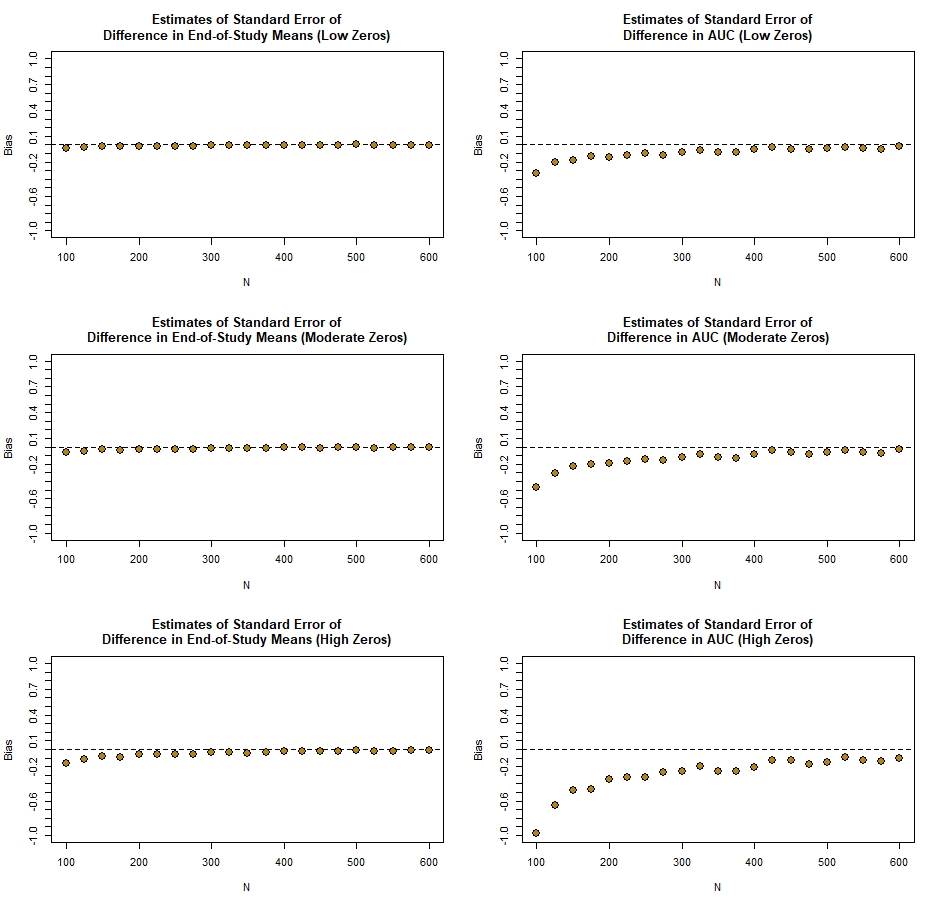 Estimates of Standard Error of
Difference in End-of-Study Means (Low Zeros)
Bias
1.0
0.7
0.4
0.1
-0.2
-0.6
-1.0
100 200 300 400 500 600
N
Estimates of Standard Error of
Difference in AUC (Low Zeros)
Bias
1.0
0.7
0.4
0.1
-0.2
-0.6
-1.0
100 200 300 400 500 600
N
Estimates of Standard Error of
Difference in End-of-Study Means (Moderate Zeros)
Bias
1.0
0.7
0.4
0.1
-0.2
-0.6
-1.0
100 200 300 400 500 600
N
Estimates of Standard Error of
Difference in AUC (Moderate Zeros)
Bias
1.0
0.7
0.4
0.1
-0.2
-0.6
-1.0
100 200 300 400 500 600
N
Estimates of Standard Error of
Difference in End-of-Study Means (High Zeros)
Bias
1.0
0.7
0.4
0.1
-0.2
-0.6
-1.0
100 200 300 400 500 600
N
Estimates of Standard Error of
Difference in AUC (High Zeros)
Bias
1.0
0.7
0.4
0.1
-0.2
-0.6
-1.0
100 200 300 400 500 600
N